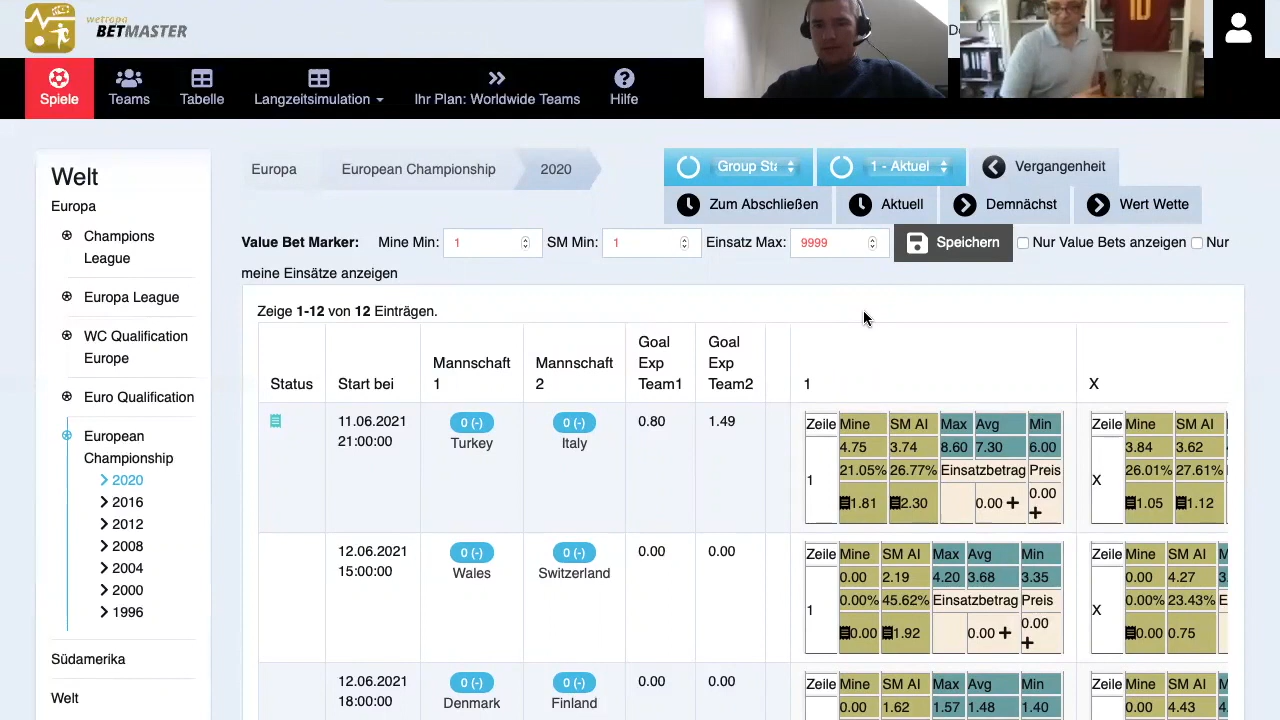 wettopa
BETMASTER
Spiele
Teams
Tabelle
Langzeitsimulation
Ihr Plan: Worldwide Teams
Hilfe
Welt
Europa
Champions
League
Europa League
WC Qualification
Europe
Euro Qualification
European
Championship
2020
2016
2012
2008
2004
2000
1996
Südamerika
Welt
Europa European Championship 2020
Group Sta 1 - Aktuel Vergangenheit
Zum Abschließen Aktuell Demnächst Wert Wette
Value Bet Marker: Mine Min: 1 SM Min: 1 Einsatz Max: 9999 Speichern Nur Value Bets anzeigen Nur
meine Einsätze anzeigen
Zeige 1-12 von 12 Einträgen.
Status Start bei Mannschaft 1 Mannschaft 2 Goal Exp Team1 Goal Exp Team2 1 X
11.06.2021 0 (-) 0 (-) 0.80 1.49 Zeile Mine SM AI Max Avg Min Zeile Mine SM AI
21:00:00 Turkey Italy 1 4.75 3.74 8.60 7.30 6.00 X 3.84 3.62
21.05% 26.77% Einsatzbetrag Preis 26.01% 27.61%
1.81 2.30 0.00 0.00 1.05 1.12
12.06.2021 0 (-) 0 (-) 0.00 0.00 Zeile Mine SM AI Max Avg Min Zeile Mine SM AI M
15:00:00 Wales Switzerland 1 0.00 2.19 4.20 3.68 3.35 X 0.00 4.27 3.
0.00% 45.62% Einsatzbetrag Preis 0.00% 23.43% E
0.00 1.92 0.00 0.00 0.00 0.75
12.06.2021 0 (-) 0 (-) 0.00 0.00 Zeile Mine SM AI Max Avg Min Zeile Mine SM AI M
18:00:00 Denmark Finland 0.00 1.62 1.57 1.48 1.40 0.00 4.43 4.